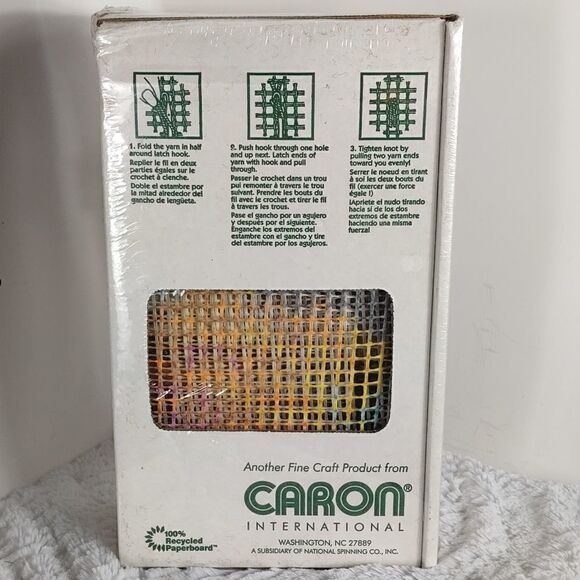 1. Fold the yarn in half
around latch hook.
Replier le fil en deux
parties égales sur le
crochet à clenche.
Doble el estambre por
la mitad alrededor del
gancho de lengüeta.
2. Push hook through one hole
and up next. Latch ends of
yarn with hook and pull
through.
Passer le crochet dans un trou
pui remonter à travers le trou
suivant. Prendre les bouts du
fil avec le crochet et tirer le fil
à travers les trous.
Pase el gancho por un agujero
y después por el siguiente.
Enganche los extremos del
estambre con el gancho y tire
del estambre por los agujeros.
3. Tighten knot by
pulling two yarn ends
toward you evenly!
Serrer le noeud en tirant
à soi les deux bouts du
fil (exercer une force
égale !)
¡Apriete el nudo tirando
hacia si de los dos
extremos de estambre
haciendo una misma
fuerza!
Another Fine Craft Product from
CARON®
INTERNATIONAL
WASHINGTON, NC 27889
A SUBSIDIARY OF NATIONAL SPINNING CO., INC.
100%
Recycled
Paperboard™